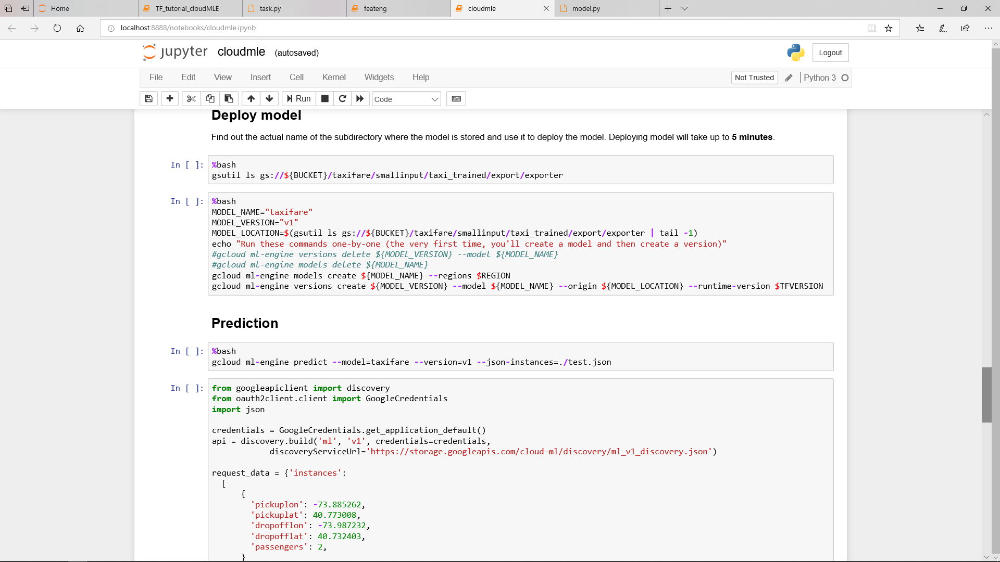 Home
TF_tutorial_cloudMLE
task.py
feateng
cloudmle
model.py
localhost:8888/notebooks/cloudmle.ipynb
jupyter cloudmle (autosaved)
Logout
File Edit View Insert Cell Kernel Widgets Help
Not Trusted
Python 3
Run
Code
Deploy model
Find out the actual name of the subdirectory where the model is stored and use it to deploy the model. Deploying model will take up to 5 minutes.
In [ ]:
%bash
gsutil ls gs://${BUCKET}/taxifare/smallinput/taxi_trained/export/exporter
In [ ]:
%bash
MODEL_NAME="taxifare"
MODEL_VERSION="v1"
MODEL_LOCATION=$(gsutil ls gs://${BUCKET}/taxifare/smallinput/taxi_trained/export/exporter | tail -1)
echo "Run these commands one-by-one (the very first time, you'll create a model and then create a version)"
#gcloud ml-engine versions delete ${MODEL_VERSION} --model ${MODEL_NAME}
#gcloud ml-engine models delete ${MODEL_NAME}
gcloud ml-engine models create ${MODEL_NAME} --regions $REGION
gcloud ml-engine versions create ${MODEL_VERSION} --model ${MODEL_NAME} --origin ${MODEL_LOCATION} --runtime-version $TFVERSION
Prediction
In [ ]:
%bash
gcloud ml-engine predict --model=taxifare --version=v1 --json-instances=./test.json
In [ ]:
from googleapiclient import discovery
from oauth2client.client import GoogleCredentials
import json
credentials = GoogleCredentials.get_application_default()
api = discovery.build('ml', 'v1', credentials=credentials,
discoveryServiceUrl='https://storage.googleapis.com/cloud-ml/discovery/ml_v1_discovery.json')
request_data = {'instances':
[
{
'pickuplon': -73.885262,
'pickuplat': 40.773008,
'dropofflon': -73.987232,
'dropofflat': 40.732403,
'passengers': 2,
}